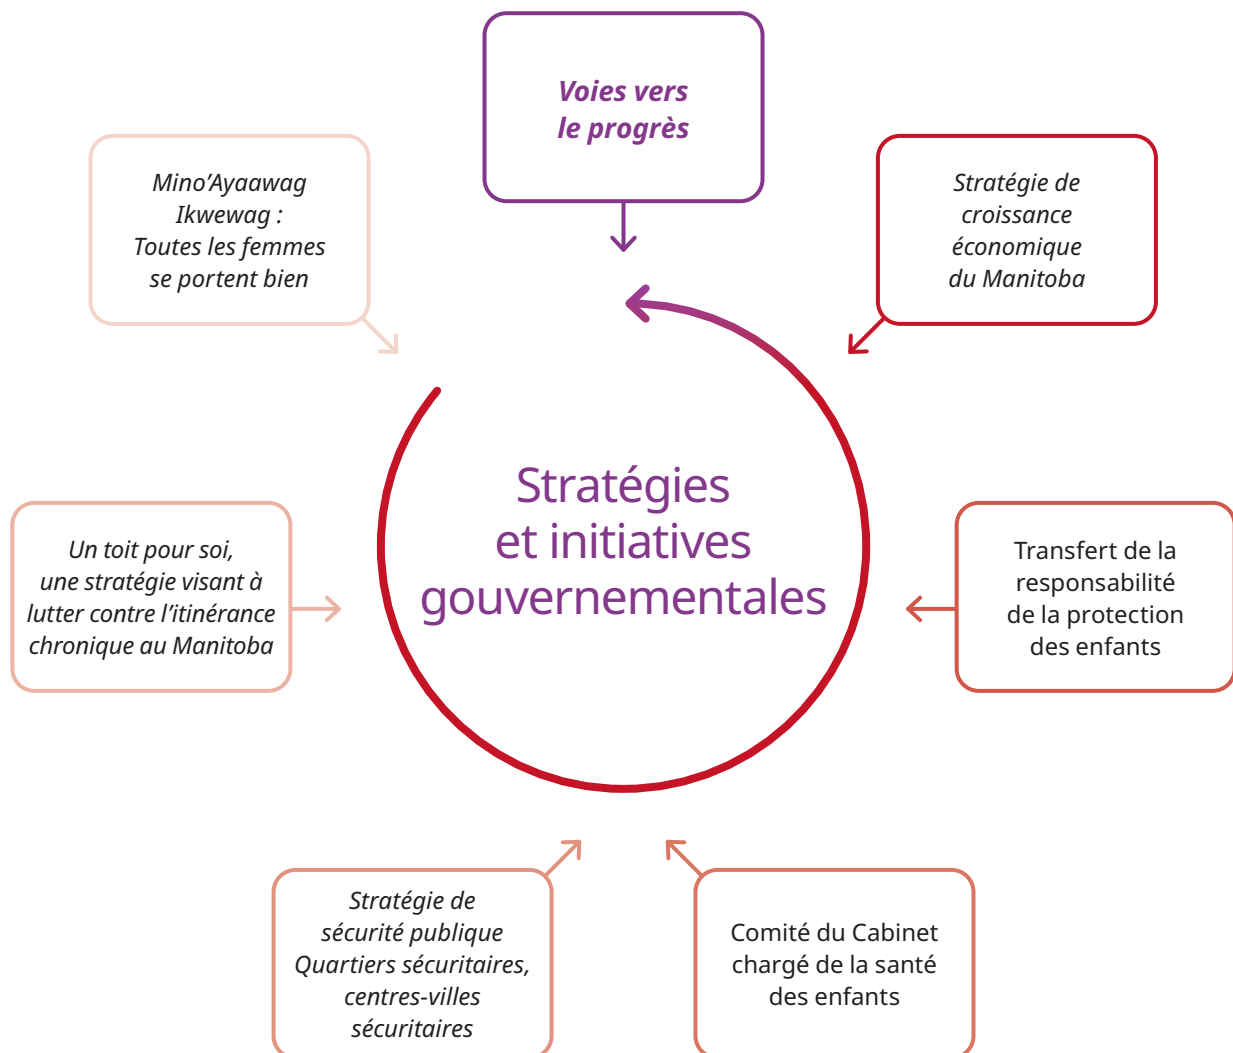 Voies vers
le progrès
Stratégie de
croissance
économique
du Manitoba
Transfert de la
responsabilité
de la protection
des enfants
Comité du Cabinet
chargé de la santé
des enfants
Stratégie de
sécurité publique
Quartiers sécuritaires,
centres-villes
sécuritaires
Un toit pour soi,
une stratégie visant à
lutter contre l’itinérance
chronique au Manitoba
Mino’Ayaawag
Ikwewag :
Toutes les femmes
se portent bien
Stratégies
et initiatives
gouvernementales